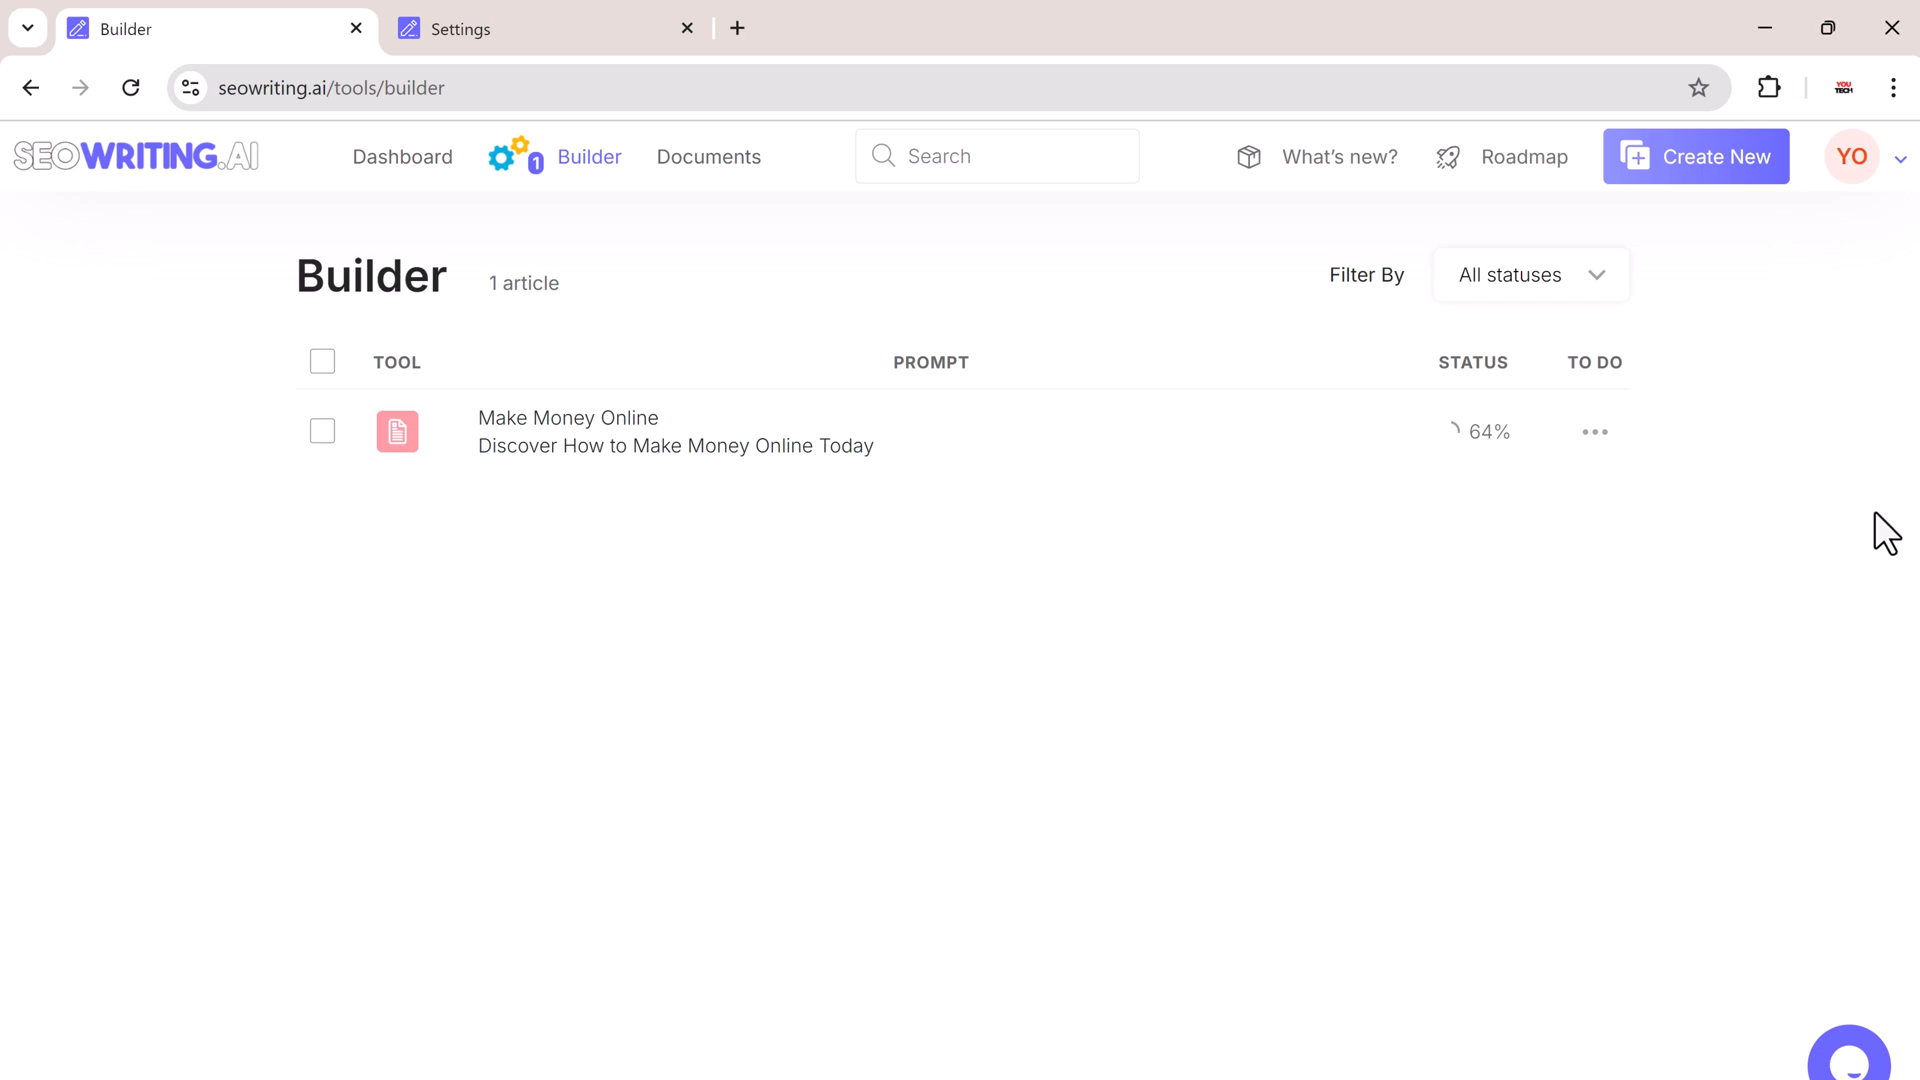 Builder
Settings
seowriting.ai/tools/builder
YOU
TECH
SEOWRITING.AI
Dashboard
1
Builder
Documents
Search
What's new?
Roadmap
Create New
YO
Builder
1 article
Filter By
All statuses
TOOL
PROMPT
STATUS
TO DO
Make Money Online
Discover How to Make Money Online Today
64%